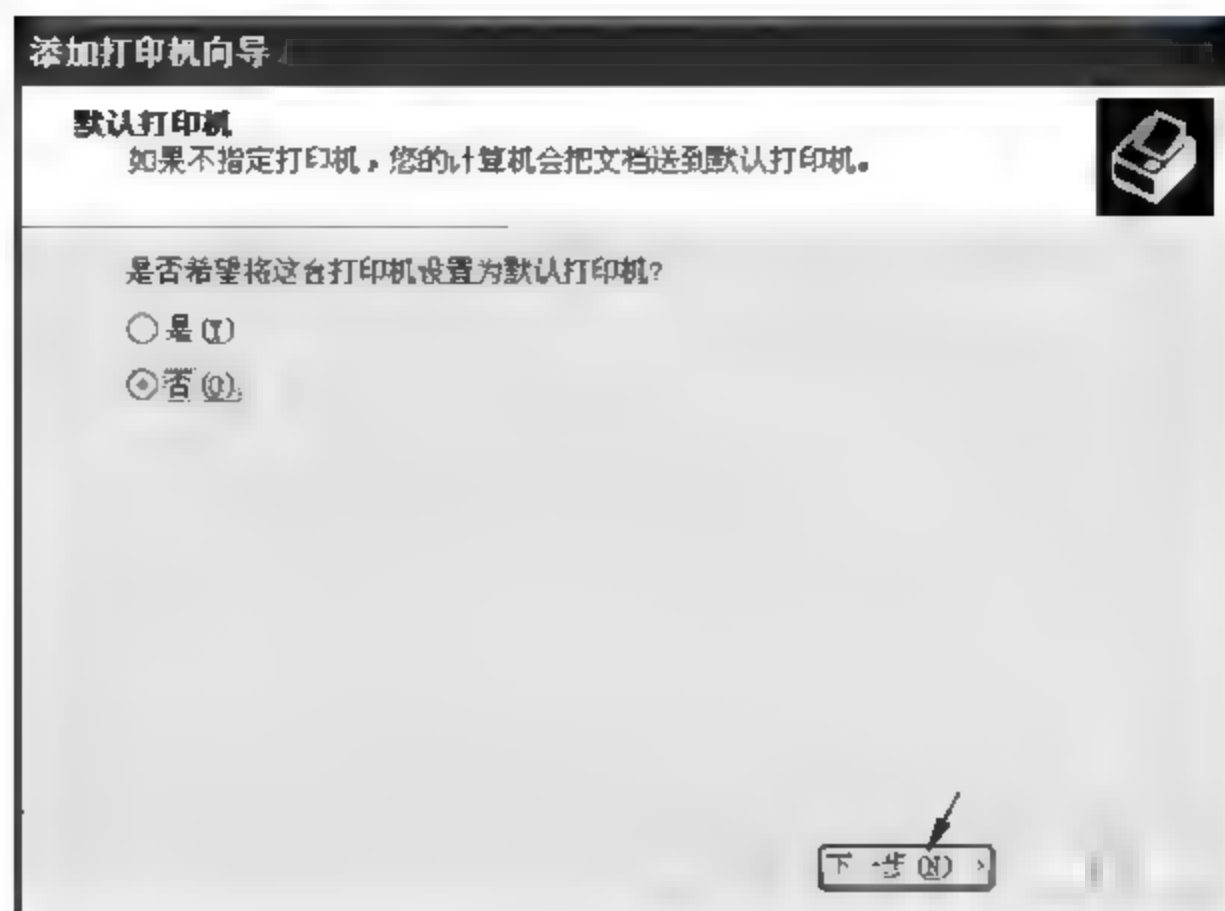 添加打印机向导
默认打印机
如果不指定打印机，您的计算机会把文档送到默认打印机。
是否希望将这台打印机设置为默认打印机?
是(Y)
否(O)
下一步(N) >